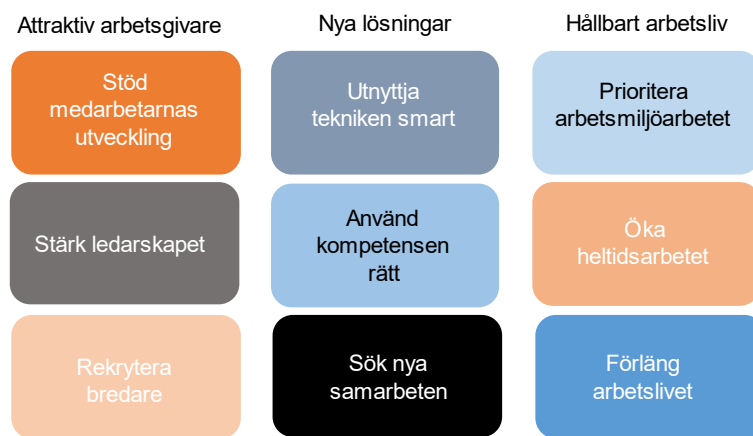 Attraktiv arbetsgivare
Nya lösningar
Hållbart arbetsliv
Stöd
medarbetarnas
utveckling
Utnyttja
tekniken smart
Prioritera
arbetsmiljöarbetet
Stärk ledarskapet
Använd
kompetensen
rätt
Öka
heltidsarbetet
Rekrytera
bredare
Sök nya
samarbeten
Förläng
arbetslivet